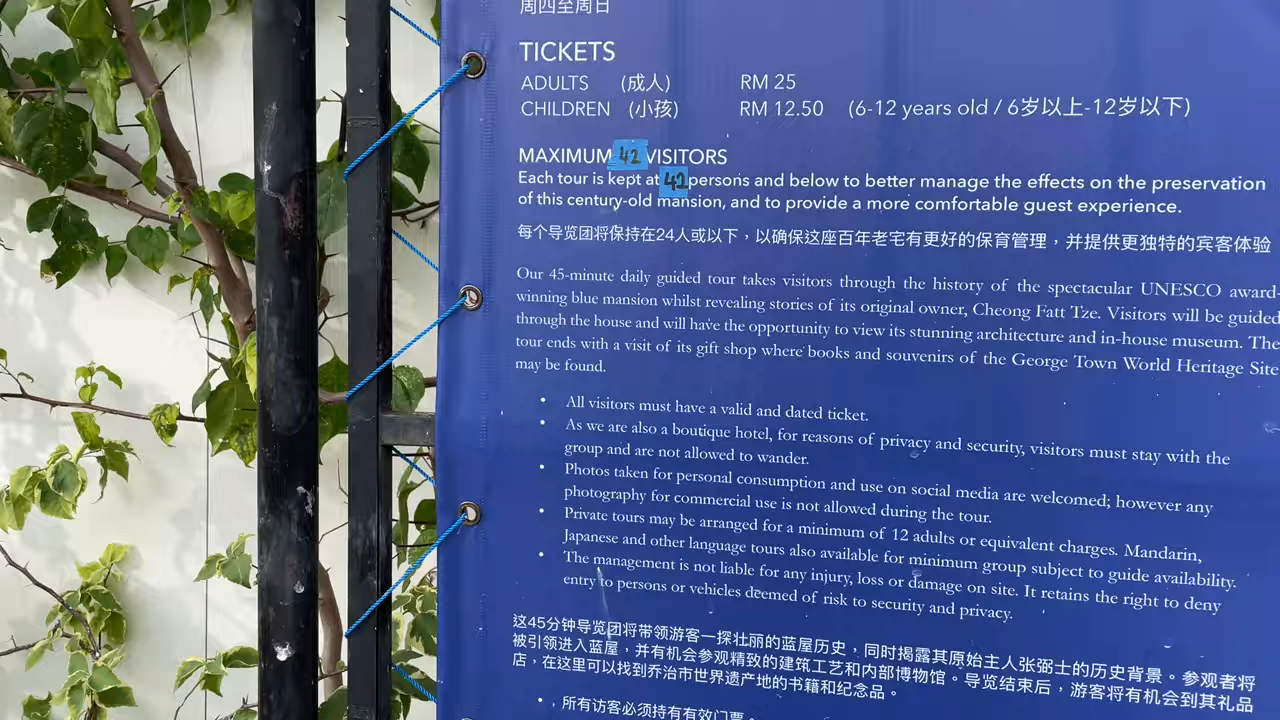 周四至周日
TICKETS
ADULTS (成人) RM 25
CHILDREN (小孩) RM 12.50 (6-12 years old / 6岁以上-12岁以下)
MAXIMUM 42 VISITORS
Each tour is kept at 42 persons and below to better manage the effects on the preservation
of this century-old mansion, and to provide a more comfortable guest experience.
每个导览团将保持在24人或以下，以确保这座百年老宅有更好的保育管理，并提供更独特的宾客体验
Our 45-minute daily guided tour takes visitors through the history of the spectacular UNESCO award-
winning blue mansion whilst revealing stories of its original owner, Cheong Fatt Tze. Visitors will be guided
through the house and will have the opportunity to view its stunning architecture and in-house museum. The
tour ends with a visit of its gift shop where books and souvenirs of the George Town World Heritage Site
may be found.
• All visitors must have a valid and dated ticket.
• As we are also a boutique hotel, for reasons of privacy and security, visitors must stay with the
group and are not allowed to wander.
• Photos taken for personal consumption and use on social media are welcomed; however any
photography for commercial use is not allowed during the tour.
• Private tours may be arranged for a minimum of 12 adults or equivalent charges. Mandarin,
Japanese and other language tours also available for minimum group subject to guide availability.
• The management is not liable for any injury, loss or damage on site. It retains the right to deny
entry to persons or vehicles deemed of risk to security and privacy.
这45分钟导览团将带领游客一探壮丽的蓝屋历史，同时揭露其原始主人张弼士的历史背景。参观者将
被引领进入蓝屋，并有机会参观精致的建筑工艺和内部博物馆。导览结束后，游客将有机会到其礼品
店，在这里可以找到乔治市世界遗产地的书籍和纪念品。
• , 所有访客必须持有有效门票。